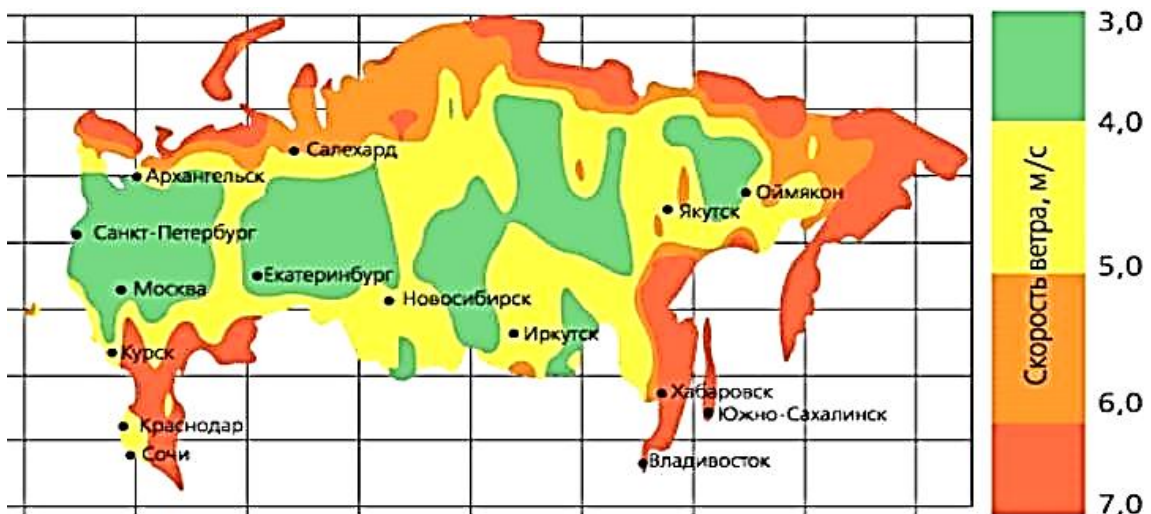 3,0
4,0
Салехард
Архангельск
Оймякон
Якутск
Санкт-Петербург
Скорость ветра, м/с
5,0
Екатеринбург
Москва
Новосибирск
Иркутск
Курск
Хабаровск
6,0
Южно-Сахалинск
Краснодар
Сочи
Владивосток
7,0